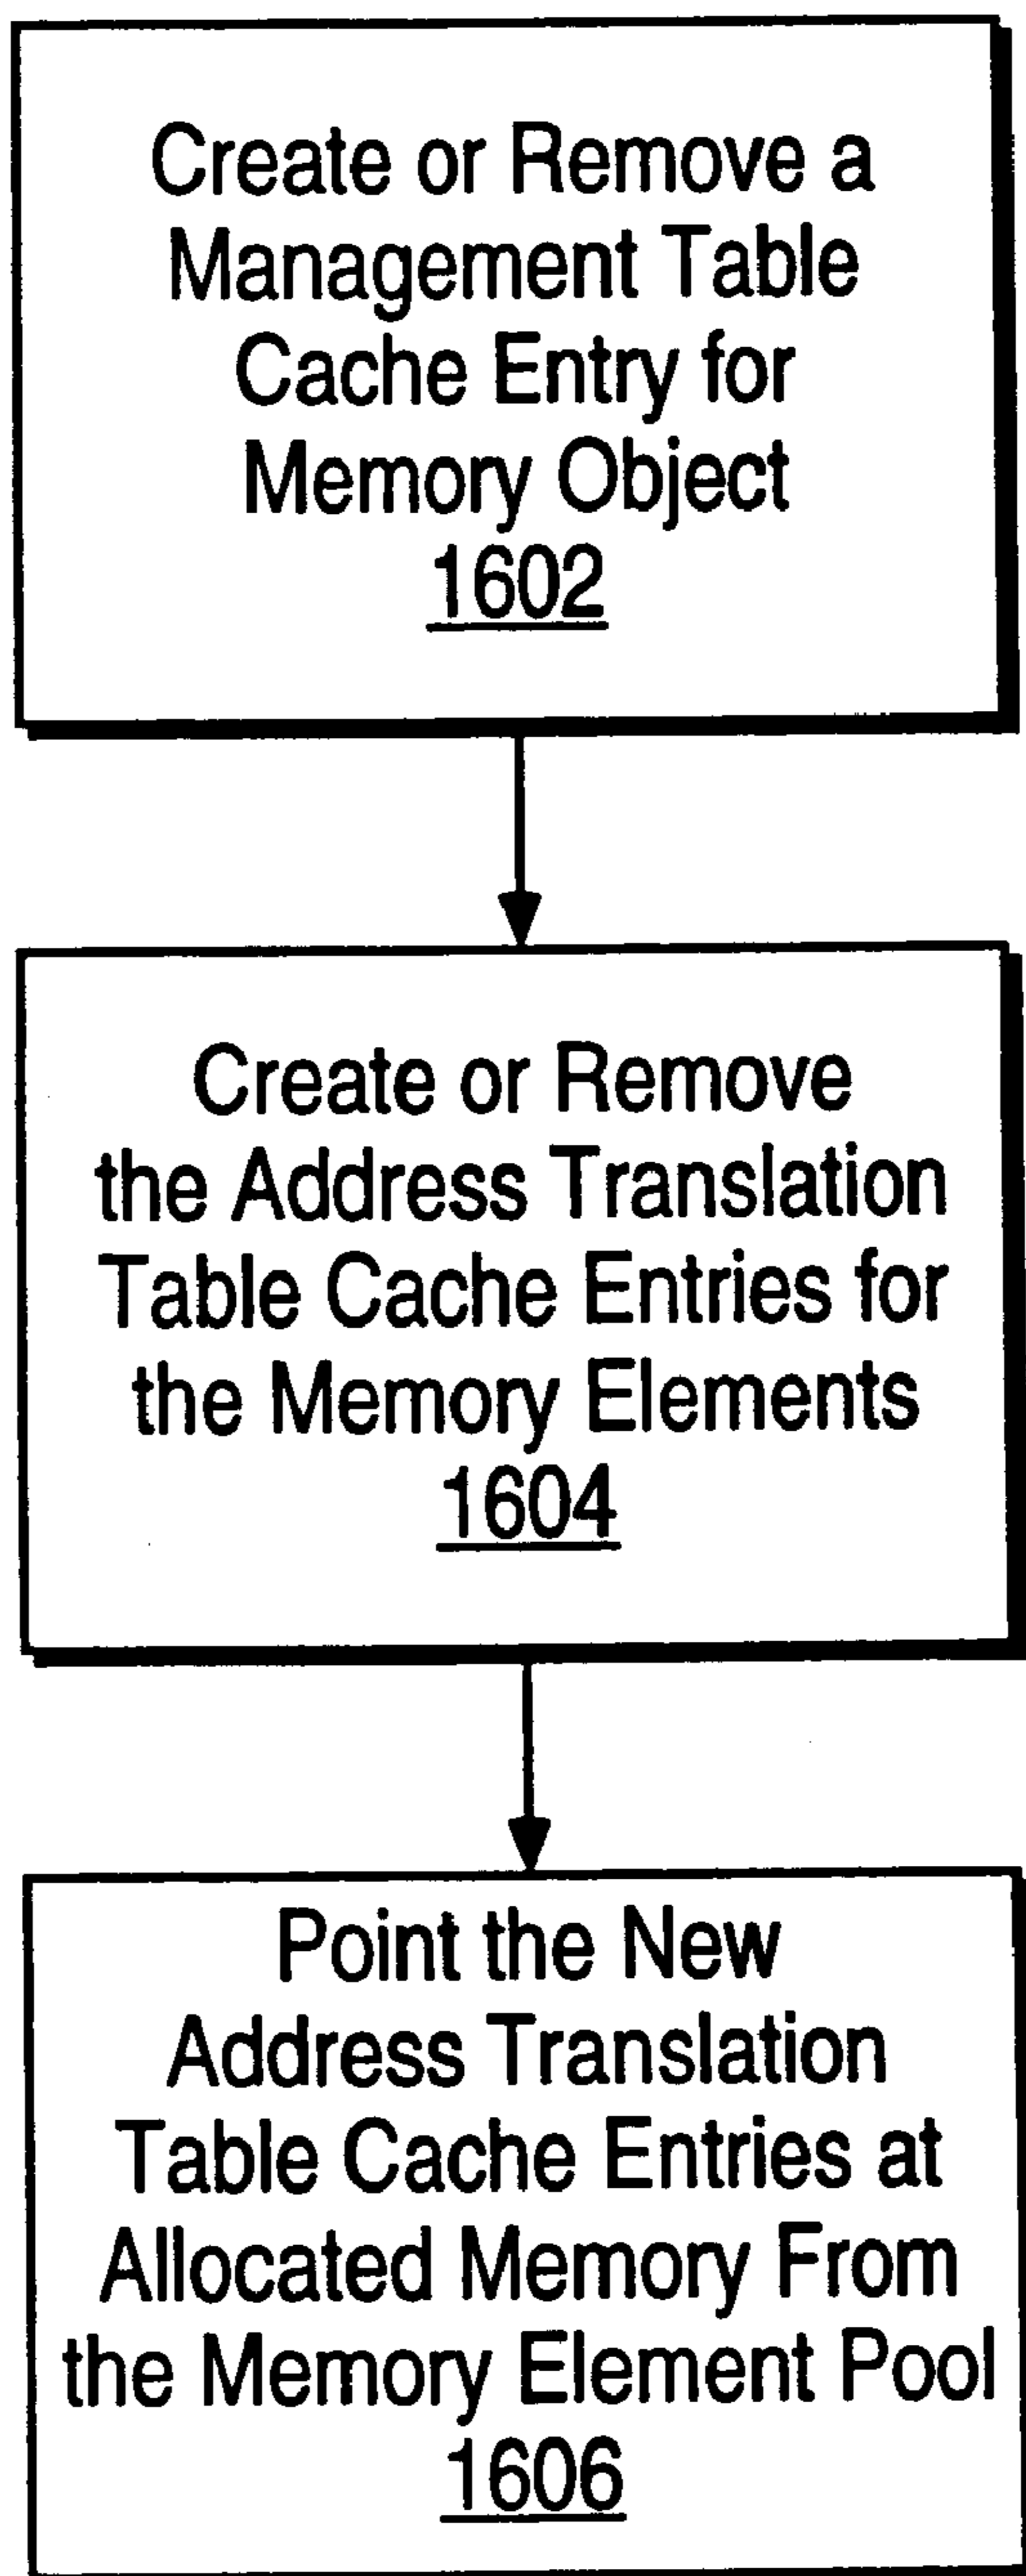 Create or Remove a
Management Table
Cache Entry for
Memory Object
1602
Create or Remove
the Address Translation
Table Cache Entries for
the Memory Elements
1604
Point the New
Address Translation
Table Cache Entries at
Allocated Memory From
the Memory Element Pool
1606